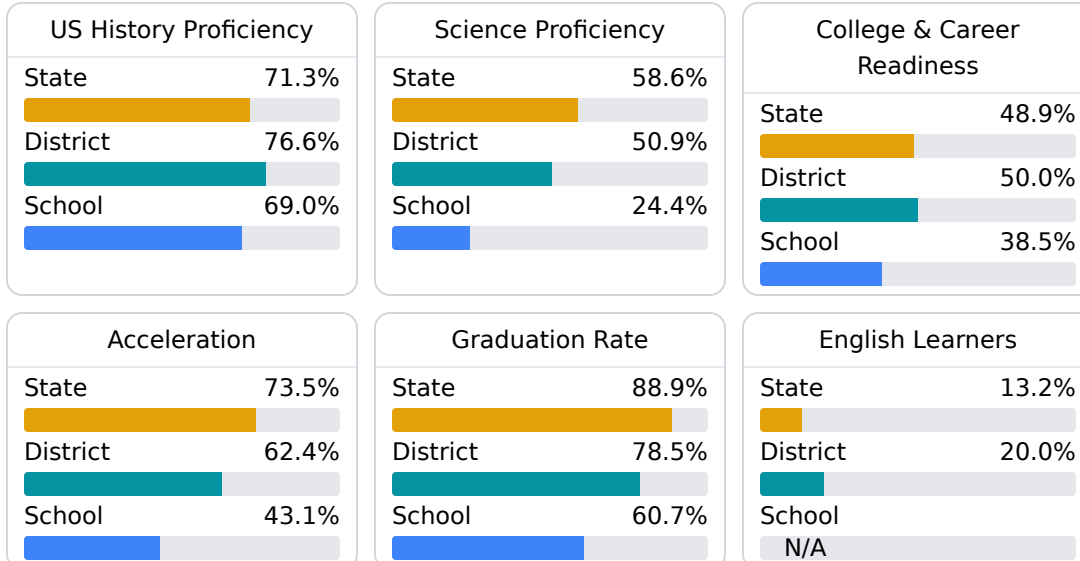 US History Proficiency
State 71.3%
District 76.6%
School 69.0%
Science Proficiency
State 58.6%
District 50.9%
School 24.4%
College & Career
Readiness
State 48.9%
District 50.0%
School 38.5%
Acceleration
State 73.5%
District 62.4%
School 43.1%
Graduation Rate
State 88.9%
District 78.5%
School 60.7%
English Learners
State 13.2%
District 20.0%
School
N/A